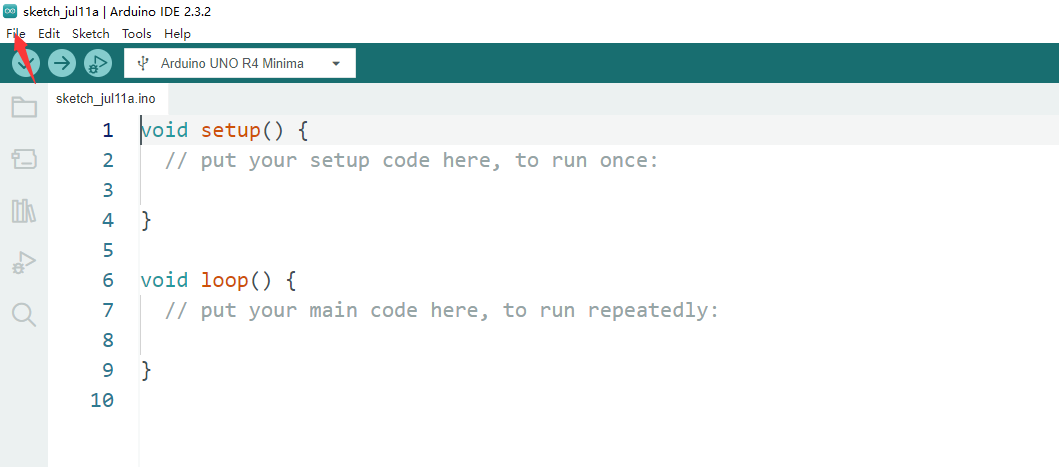 sketch_jul11a | Arduino IDE 2.3.2
File Edit Sketch Tools Help
Arduino UNO R4 Minima
sketch_jul11a.ino
1 void setup() {
2 // put your setup code here, to run once:
3
4 }
5
6 void loop() {
7 // put your main code here, to run repeatedly:
8
9 }
10